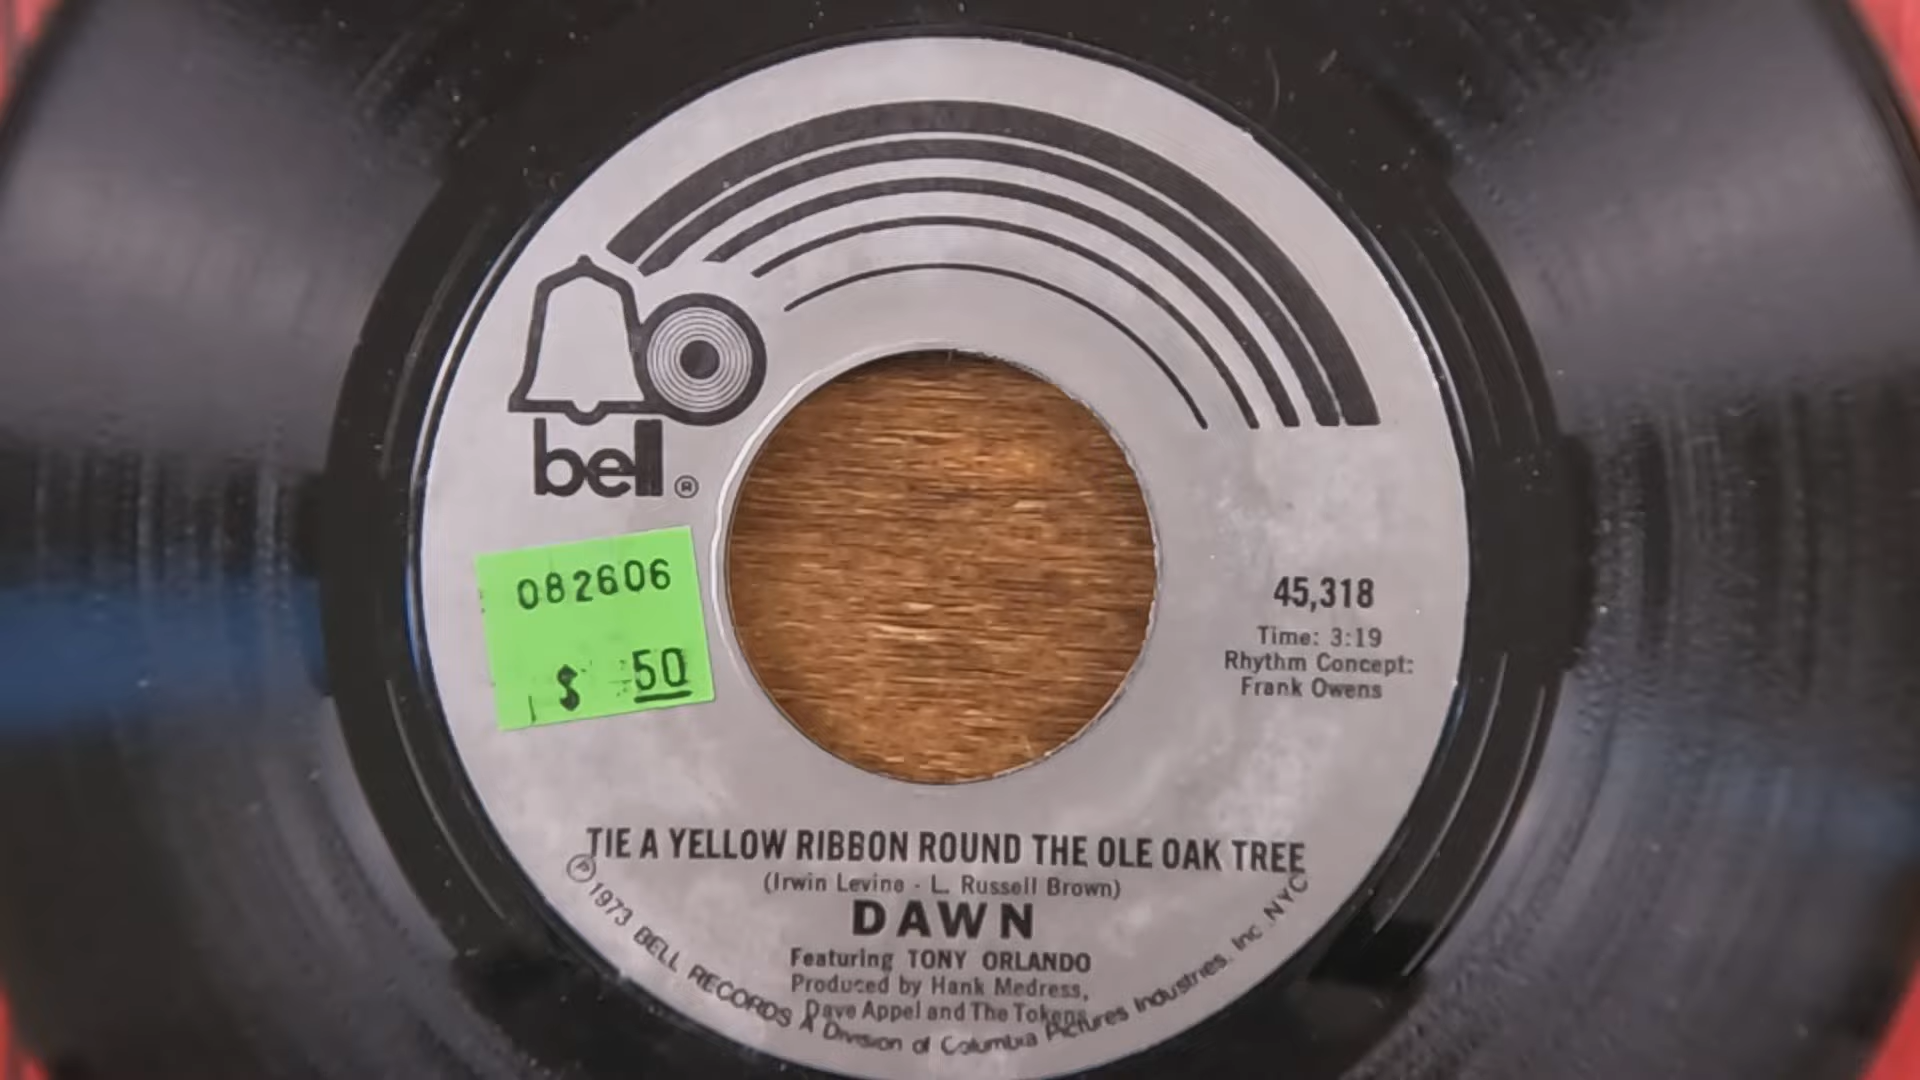 bell®
082606
$ .50
45,318
Time: 3:19
Rhythm Concept:
Frank Owens
TIE A YELLOW RIBBON ROUND THE OLE OAK TREE
(Irwin Levine - L. Russell Brown)
DAWN
Featuring TONY ORLANDO
Produced by Hank Medress,
Dave Appel and The Tokens
℗ 1973 BELL RECORDS A Division of Columbia Pictures Industries, Inc. NYC